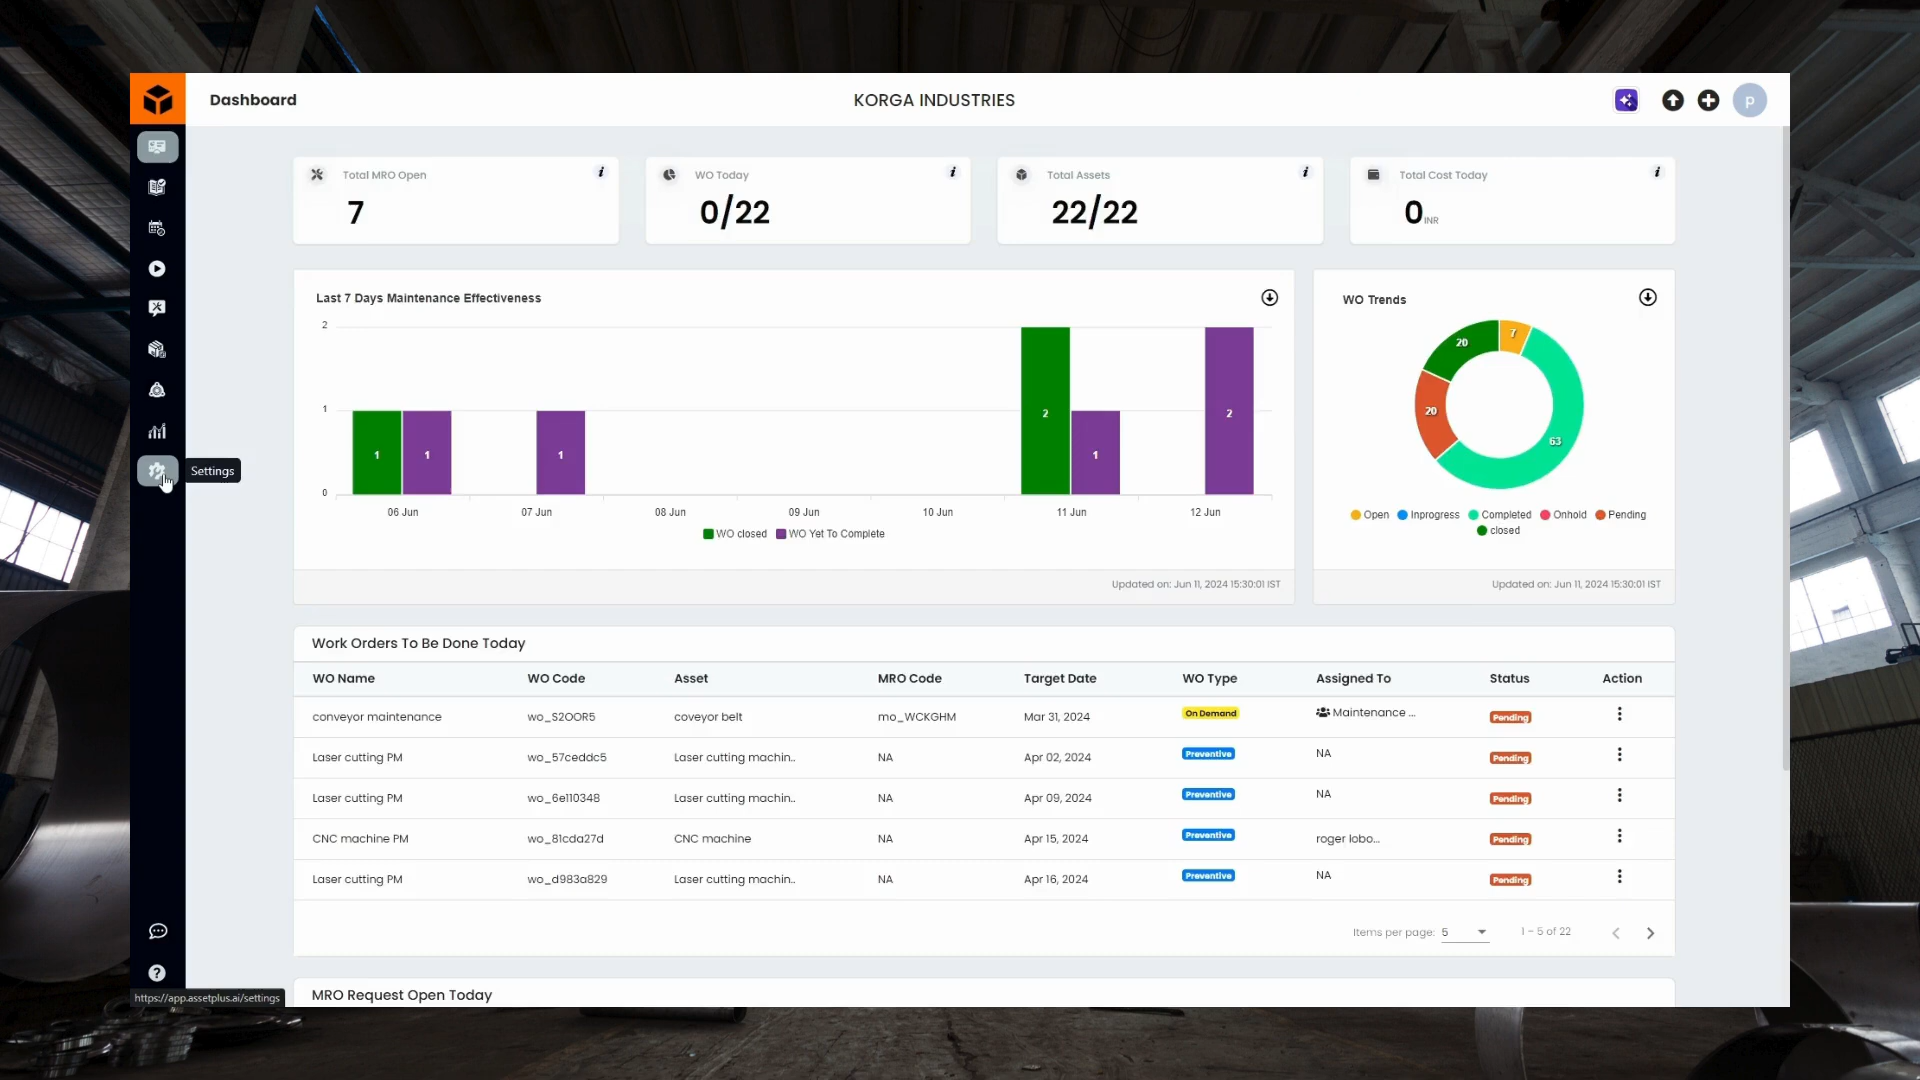 Dashboard
KORGA INDUSTRIES
p
Total MRO Open
i
7
WO Today
i
0/22
Total Assets
i
22/22
Total Cost Today
i
0 INR
Last 7 Days Maintenance Effectiveness
2
1
0
1
1
1
2
1
2
06 Jun
07 Jun
08 Jun
09 Jun
10 Jun
11 Jun
12 Jun
WO closed WO Yet To Complete
Updated on: Jun 11, 2024 15:30:01 IST
WO Trends
7
20
20
63
Open Inprogress Completed Onhold Pending
closed
Updated on: Jun 11, 2024 15:30:01 IST
Settings
Work Orders To Be Done Today
WO Name WO Code Asset MRO Code Target Date WO Type Assigned To Status Action
conveyor maintenance wo_S2OOR5 coveyor belt mo_WCKGHM Mar 31, 2024 On Demand Maintenance ... Pending
Laser cutting PM wo_57ceddc5 Laser cutting machin.. NA Apr 02, 2024 Preventive NA Pending
Laser cutting PM wo_6e110348 Laser cutting machin.. NA Apr 09, 2024 Preventive NA Pending
CNC machine PM wo_81cda27d CNC machine NA Apr 15, 2024 Preventive roger lobo... Pending
Laser cutting PM wo_d983a829 Laser cutting machin.. NA Apr 16, 2024 Preventive NA Pending
Items per page: 5 1 – 5 of 22
MRO Request Open Today
?
https://app.assetplus.ai/settings